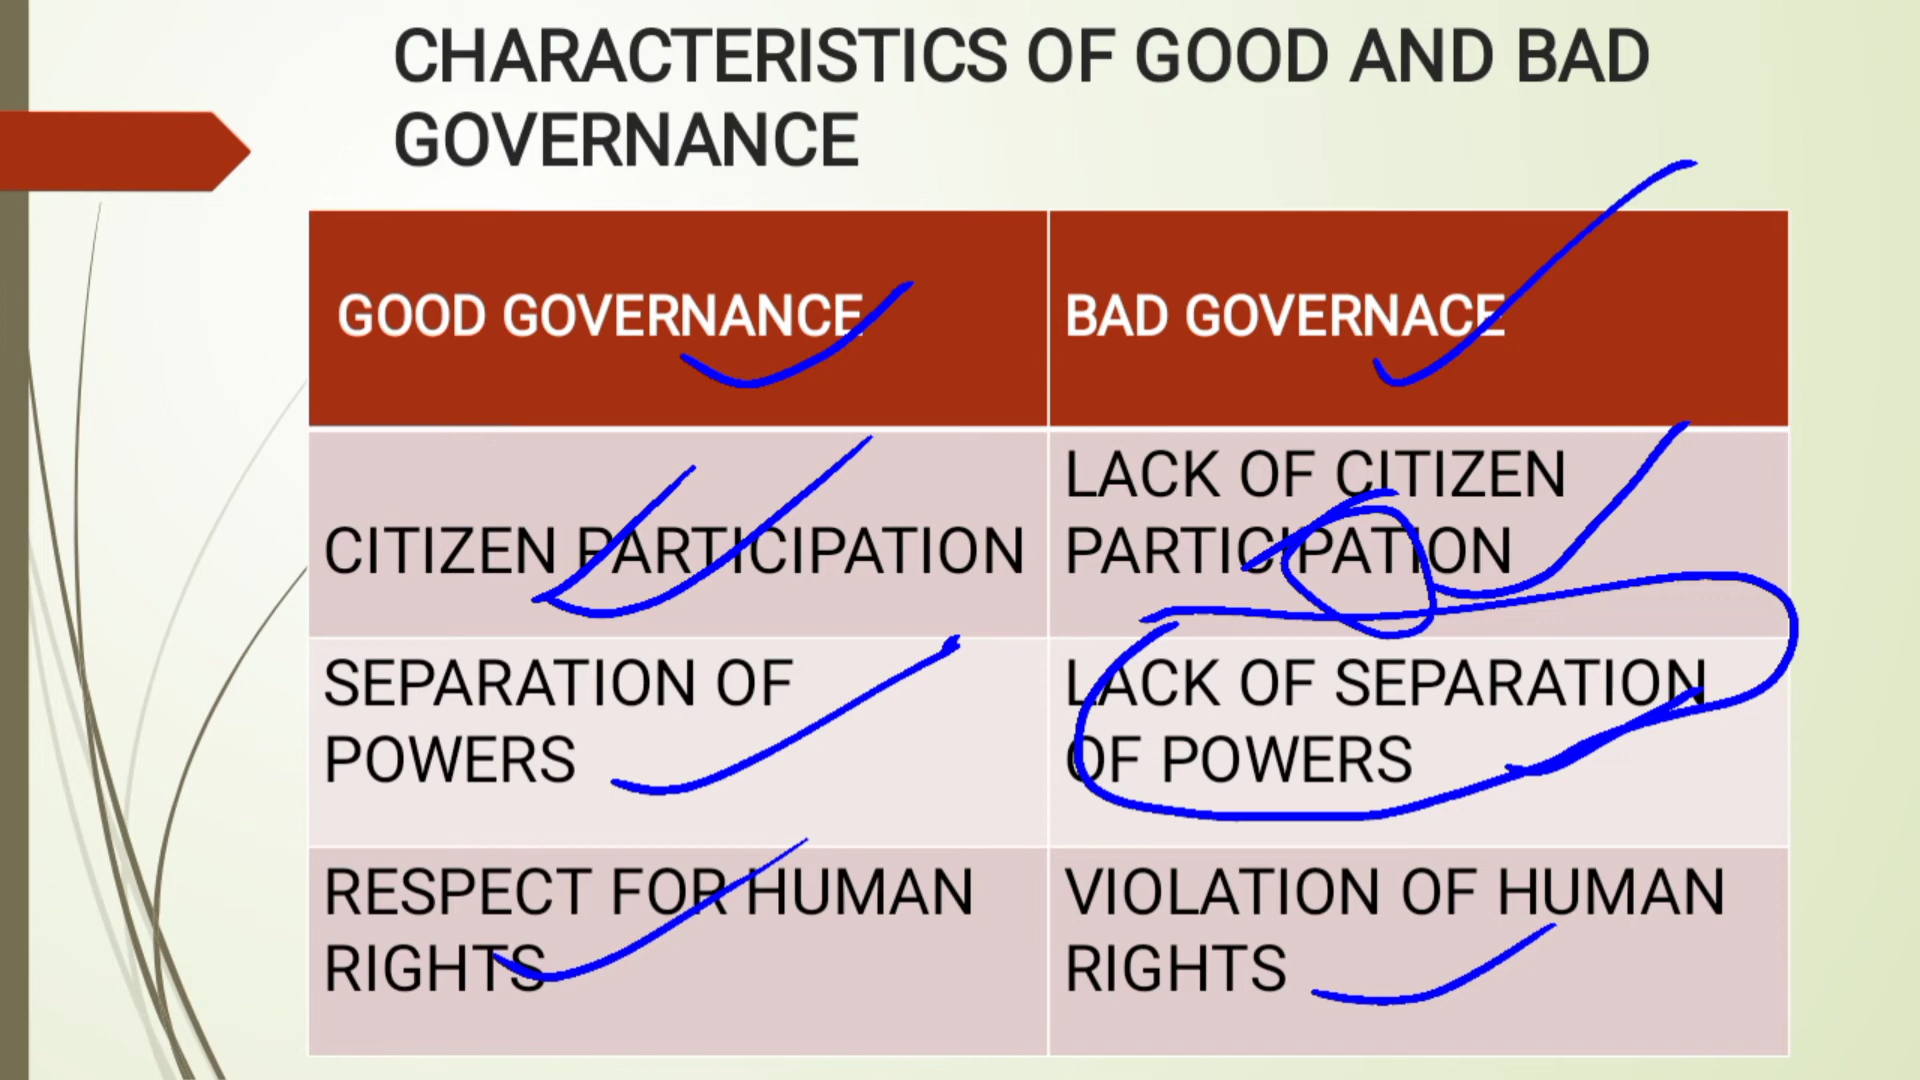 CHARACTERISTICS OF GOOD AND BAD
GOVERNANCE
GOOD GOVERNANCE
BAD GOVERNACE
CITIZEN PARTICIPATION
LACK OF CITIZEN
PARTICIPATION
SEPARATION OF
POWERS
LACK OF SEPARATION
OF POWERS
RESPECT FOR HUMAN
RIGHTS
VIOLATION OF HUMAN
RIGHTS